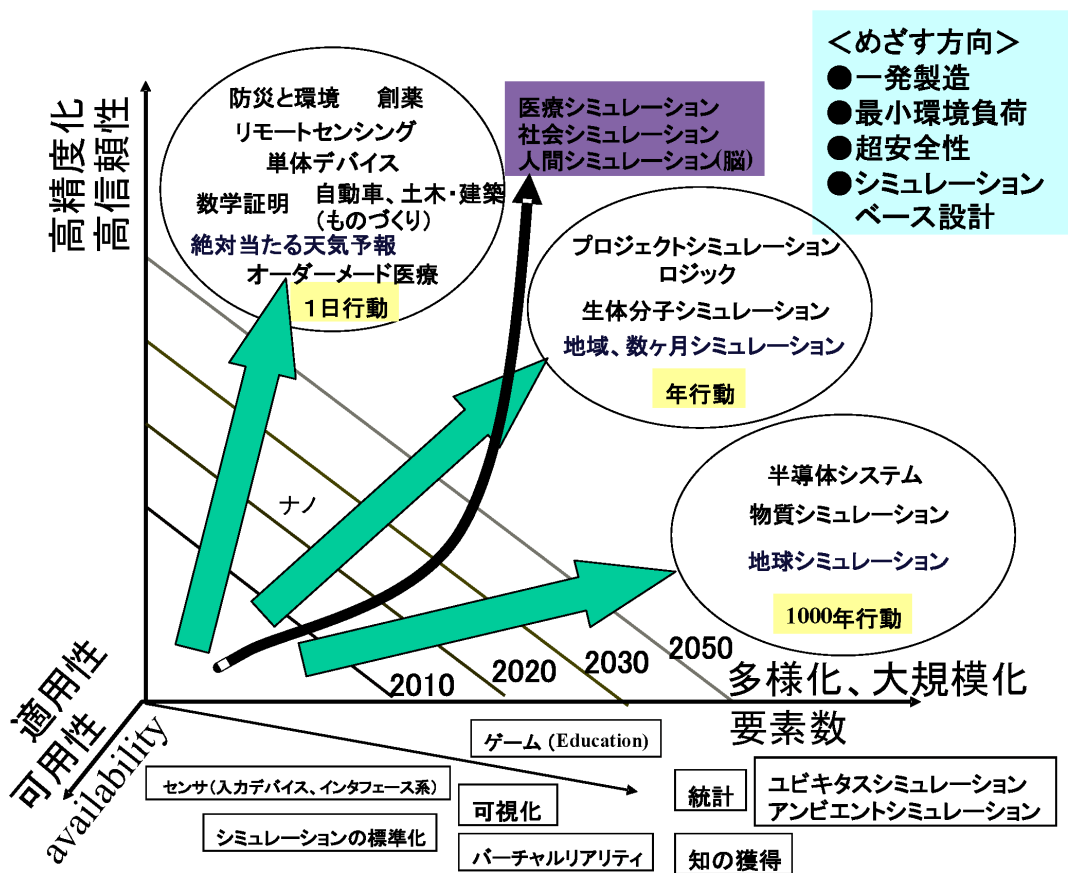 ＜めざす方向＞
●一発製造
●最小環境負荷
●超安全性
●シミュレーション
ベース設計
高精度化
高信頼性
防災と環境　創薬
リモートセンシング
単体デバイス
数学証明
自動車、土木・建築
(ものづくり)
絶対当たる天気予報
オーダーメード医療
１日行動
医療シミュレーション
社会シミュレーション
人間シミュレーション(脳)
プロジェクトシミュレーション
ロジック
生体分子シミュレーション
地域、数ヶ月シミュレーション
年行動
半導体システム
物質シミュレーション
地球シミュレーション
1000年行動
ナノ
2010
2020
2030
2050
多様化、大規模化
要素数
適用性
可用性
availability
ゲーム（Education)
センサ（入力デバイス、インタフェース系）
可視化
統計
ユビキタスシミュレーション
アンビエントシミュレーション
シミュレーションの標準化
バーチャルリアリティ
知の獲得